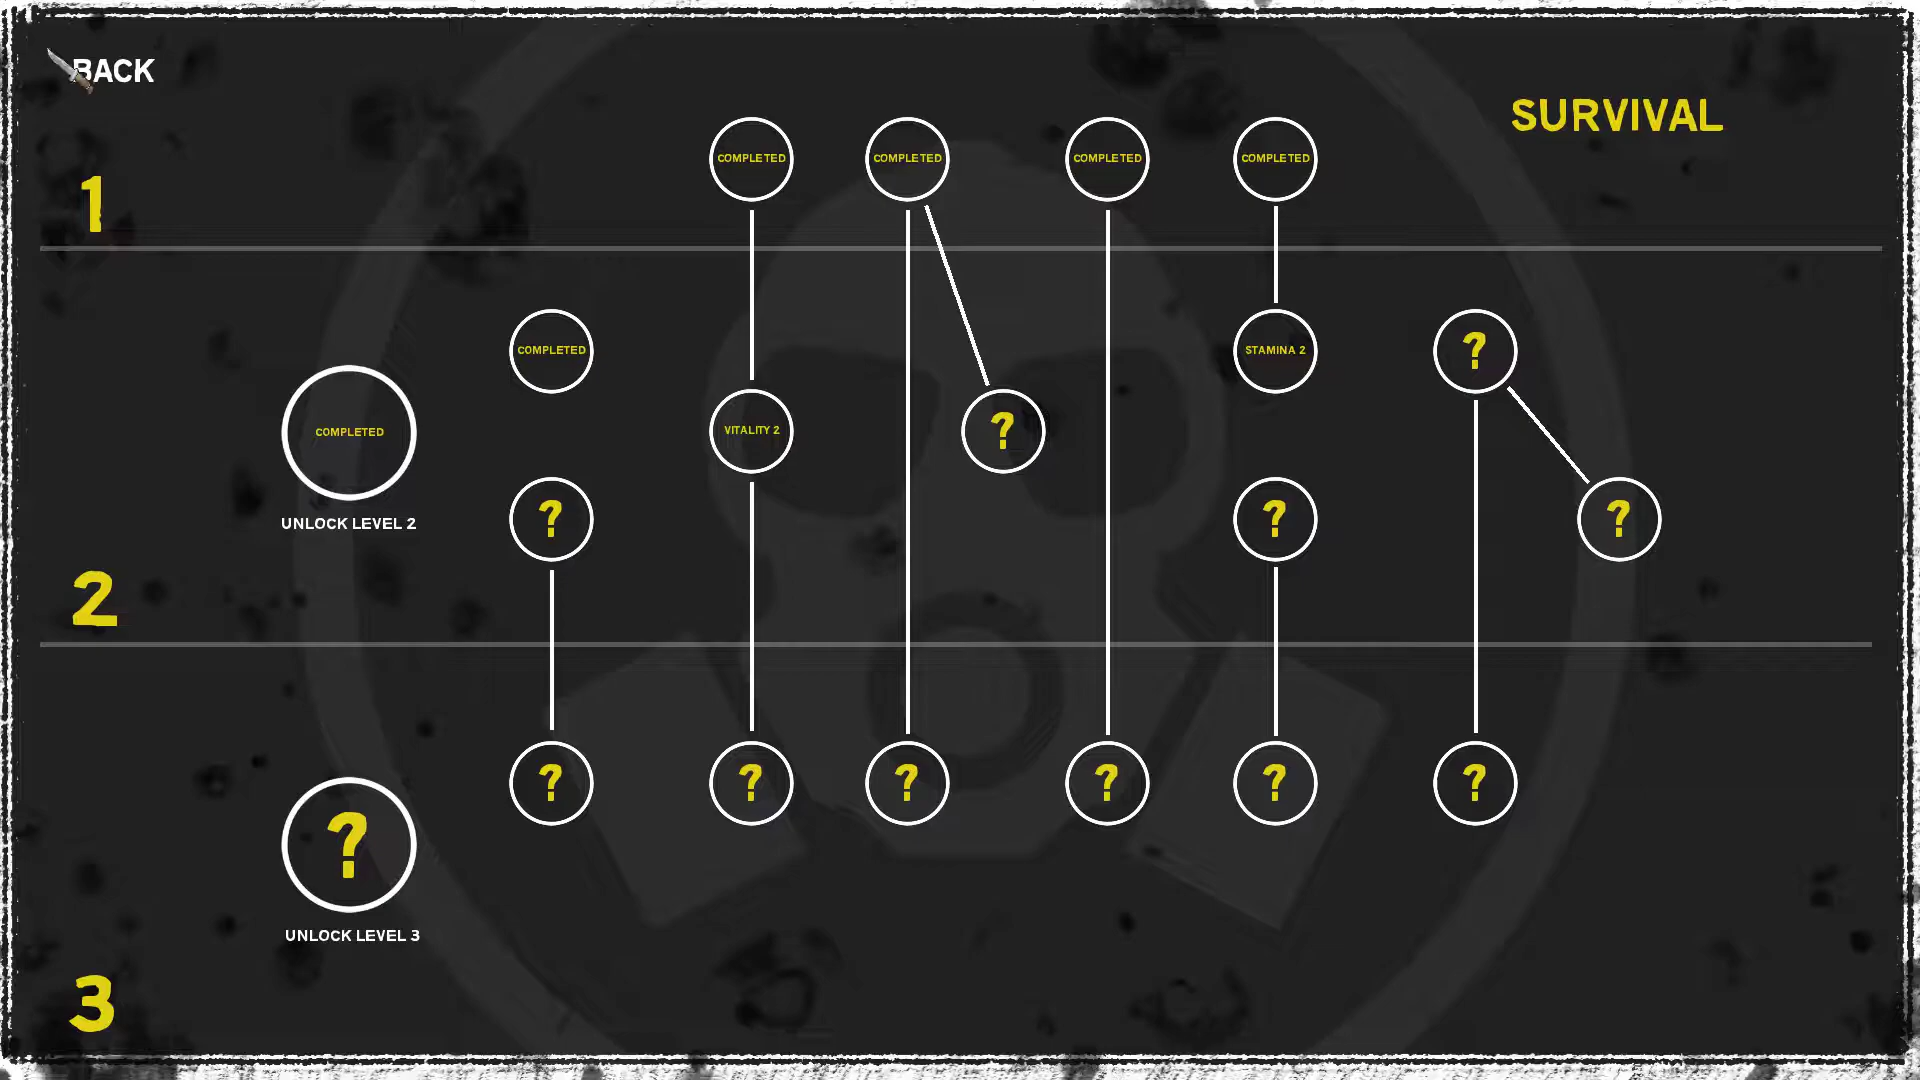 BACK
SURVIVAL
COMPLETED
COMPLETED
COMPLETED
COMPLETED
1
COMPLETED
STAMINA 2
?
COMPLETED
VITALITY 2
?
UNLOCK LEVEL 2
?
?
?
2
?
?
?
?
?
?
?
UNLOCK LEVEL 3
3